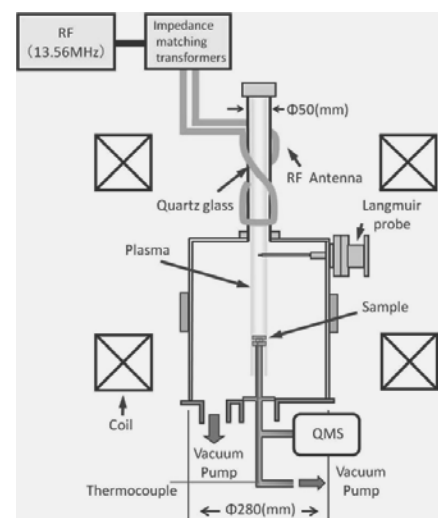 RF
(13.56MHz)
Impedance
matching
transformers
Φ50(mm)
RF Antenna
Quartz glass
Langmuir
probe
Plasma
Sample
Coil
QMS
Vacuum
Pump
Vacuum
Pump
Thermocouple
Φ280(mm)